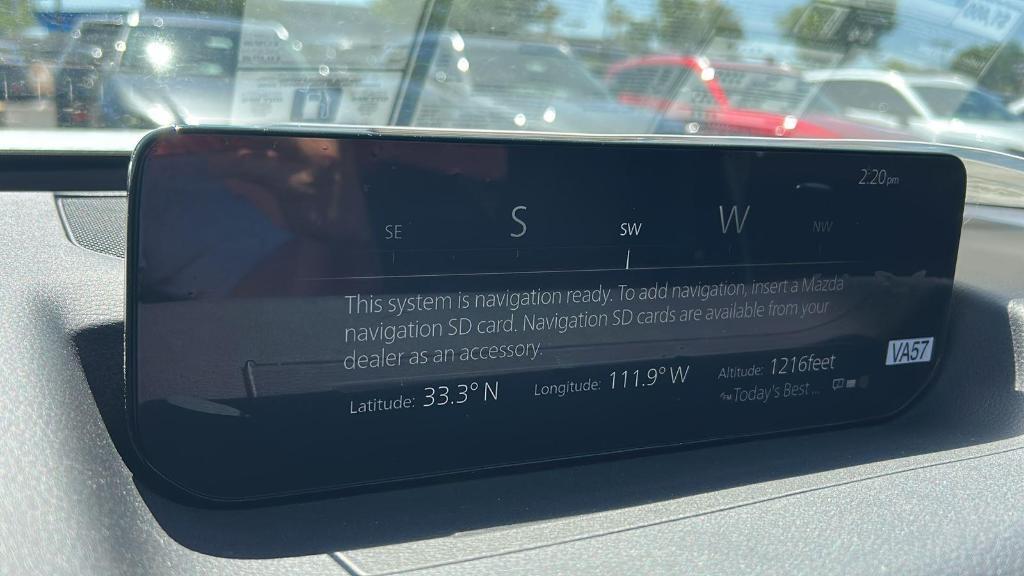 2:20pm
SE S SW W NW
This system is navigation ready. To add navigation, insert a Mazda
navigation SD card. Navigation SD cards are available from your
dealer as an accessory.
VA57
Latitude: 33.3° N Longitude: 111.9° W Altitude: 1216feet
FM Today's Best ...